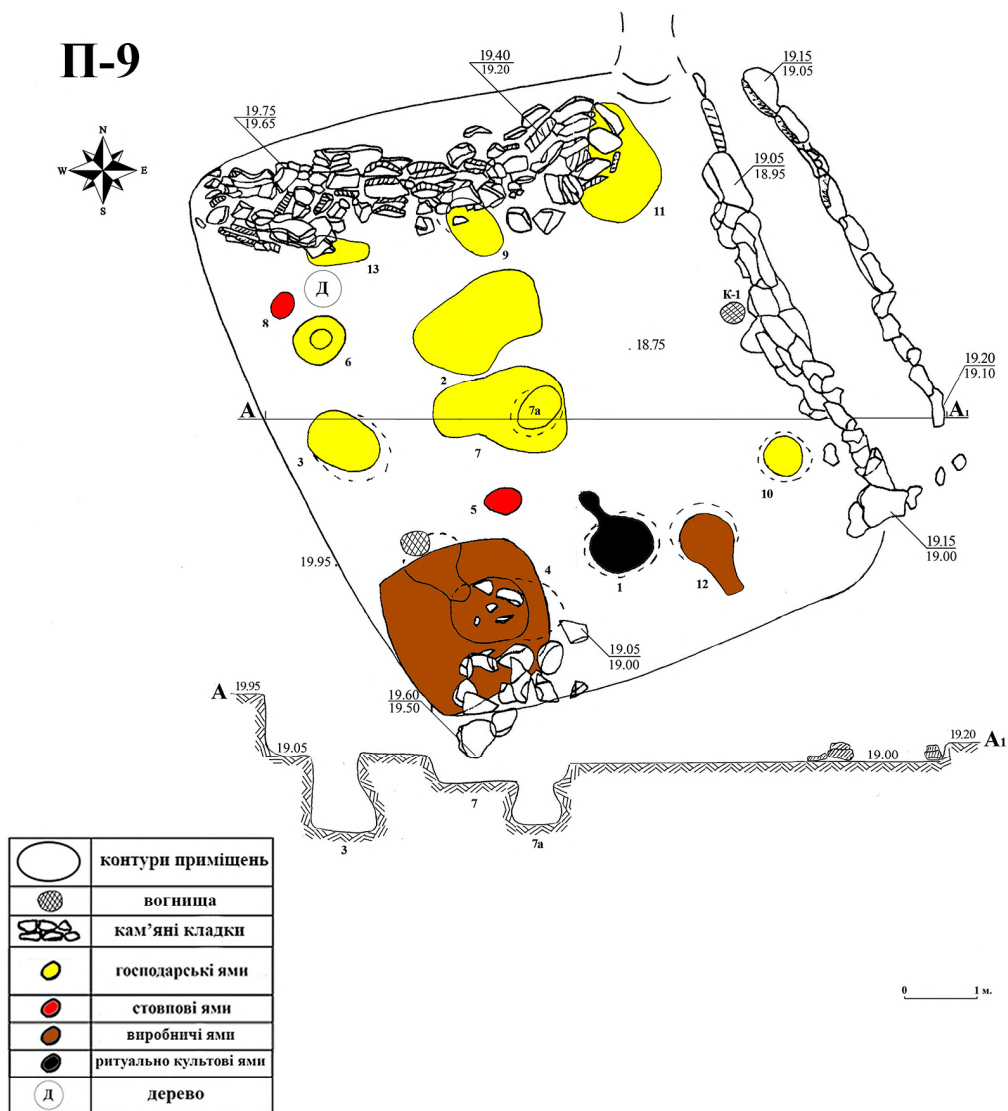 П-9
19.40
19.20
19.15
19.05
19.75
19.65
N
W E
S
19.05
18.95
11
9
13
Д
К-1
8
6
18.75
2
19.20
19.10
А
7а
А₁
3
7
10
5
19.15
19.00
19.95
4
1
12
19.05
19.00
19.60
19.50
А
19.95
19.05
19.20
А₁
19.00
7
3
7а
контури приміщень
вогнища
кам’яні кладки
господарські ями
стовпові ями
виробничі ями
ритуально культові ями
Д
дерево
0 1 м.